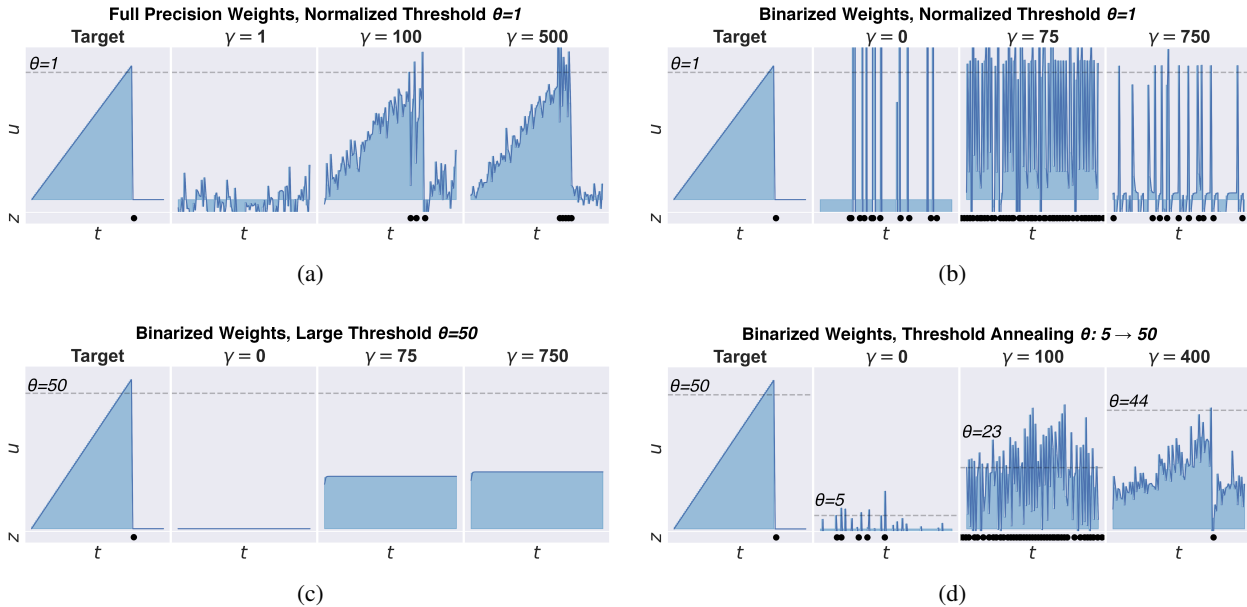 Full Precision Weights, Normalized Threshold θ=1
Target γ = 1 γ = 100 γ = 500
θ=1
u
z
t t t t
(a)
Binarized Weights, Normalized Threshold θ=1
Target γ = 0 γ = 75 γ = 750
θ=1
u
z
t t t t
(b)
Binarized Weights, Large Threshold θ=50
Target γ = 0 γ = 75 γ = 750
θ=50
u
z
t t t t
(c)
Binarized Weights, Threshold Annealing θ: 5 → 50
Target γ = 0 γ = 100 γ = 400
θ=50 θ=5 θ=23 θ=44
u
z
t t t t
(d)